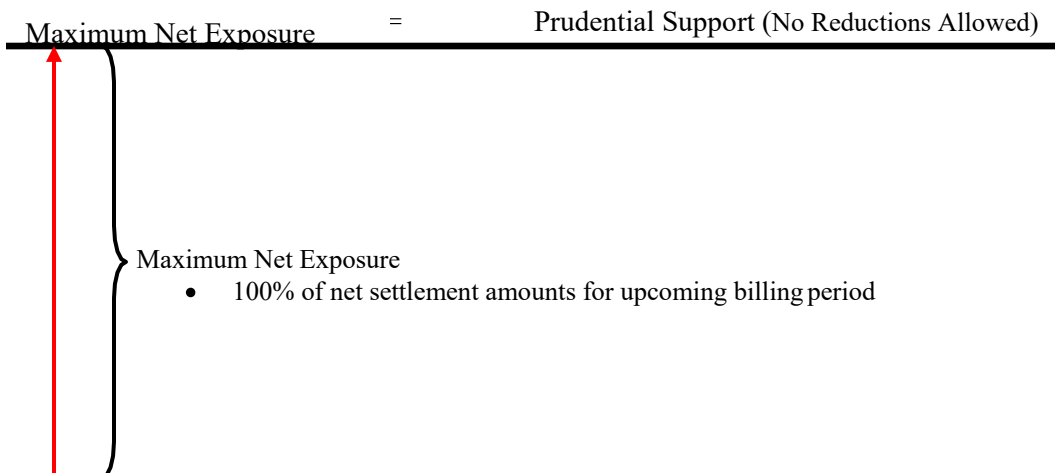 Maximum Net Exposure = Prudential Support (No Reductions Allowed)
Maximum Net Exposure
• 100% of net settlement amounts for upcoming billing period